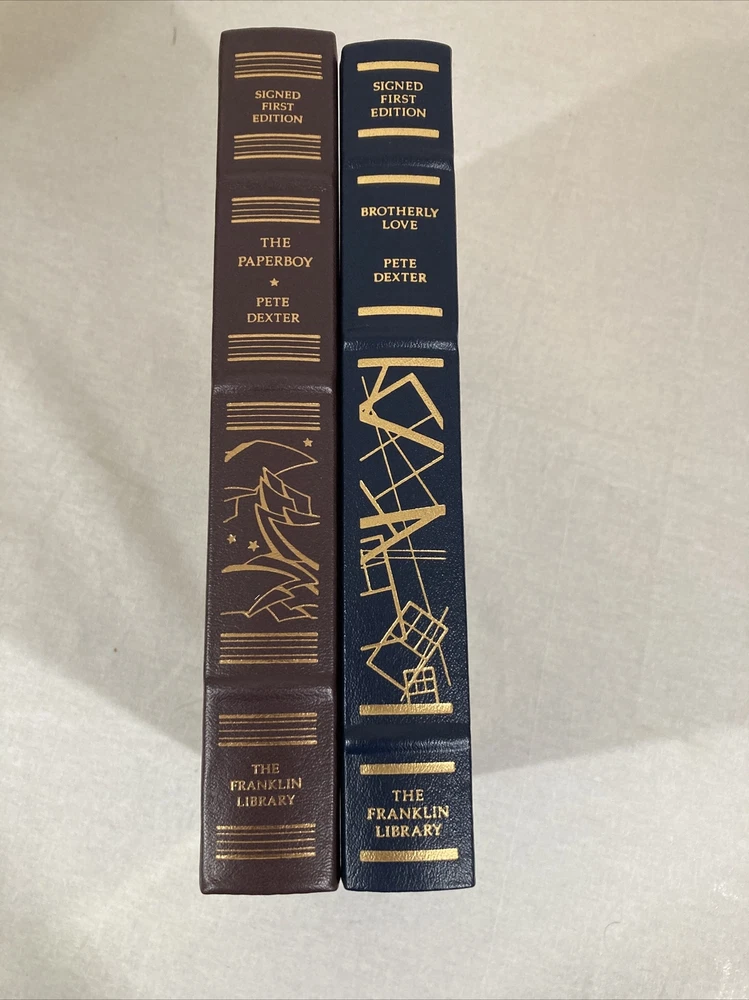 SIGNED
FIRST
EDITION
THE
PAPERBOY
PETE
DEXTER
THE
FRANKLIN
LIBRARY
SIGNED
FIRST
EDITION
BROTHERLY
LOVE
PETE
DEXTER
THE
FRANKLIN
LIBRARY